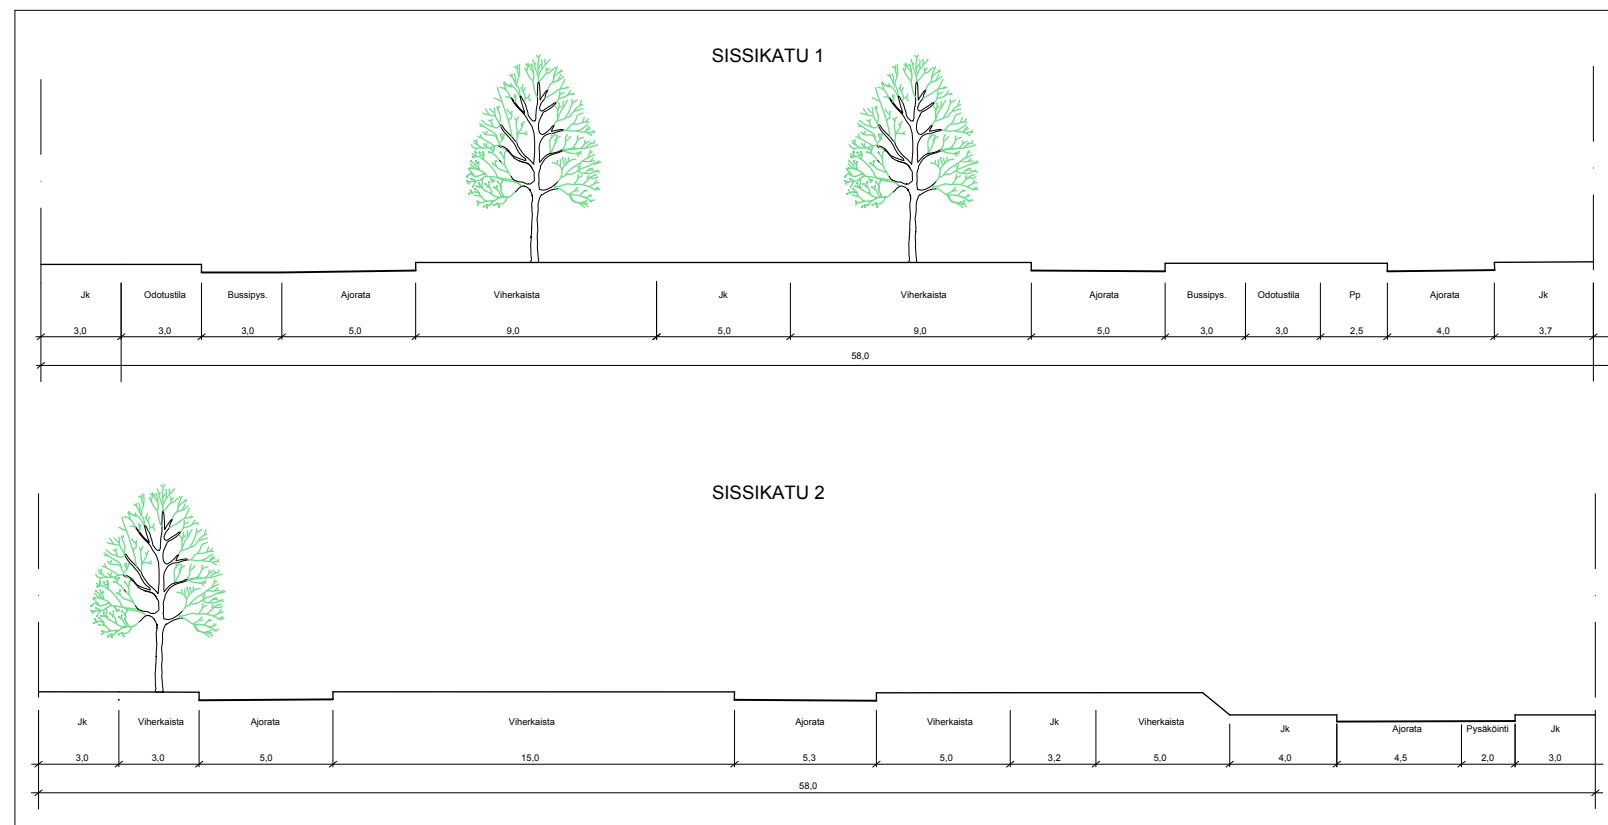 SISSIKATU 1
Jk Odotustila Bussipys. Ajorata Viherkaista Jk Viherkaista Ajorata Bussipys. Odotustila Pp Ajorata Jk
3,0 3,0 3,0 5,0 9,0 5,0 9,0 5,0 3,0 3,0 2,5 4,0 3,7
58,0
SISSIKATU 2
Jk Viherkaista Ajorata Viherkaista Ajorata Viherkaista Jk Viherkaista Jk Ajorata Pysäköinti Jk
3,0 3,0 5,0 15,0 5,3 5,0 3,2 5,0 4,0 4,5 2,0 3,0
58,0